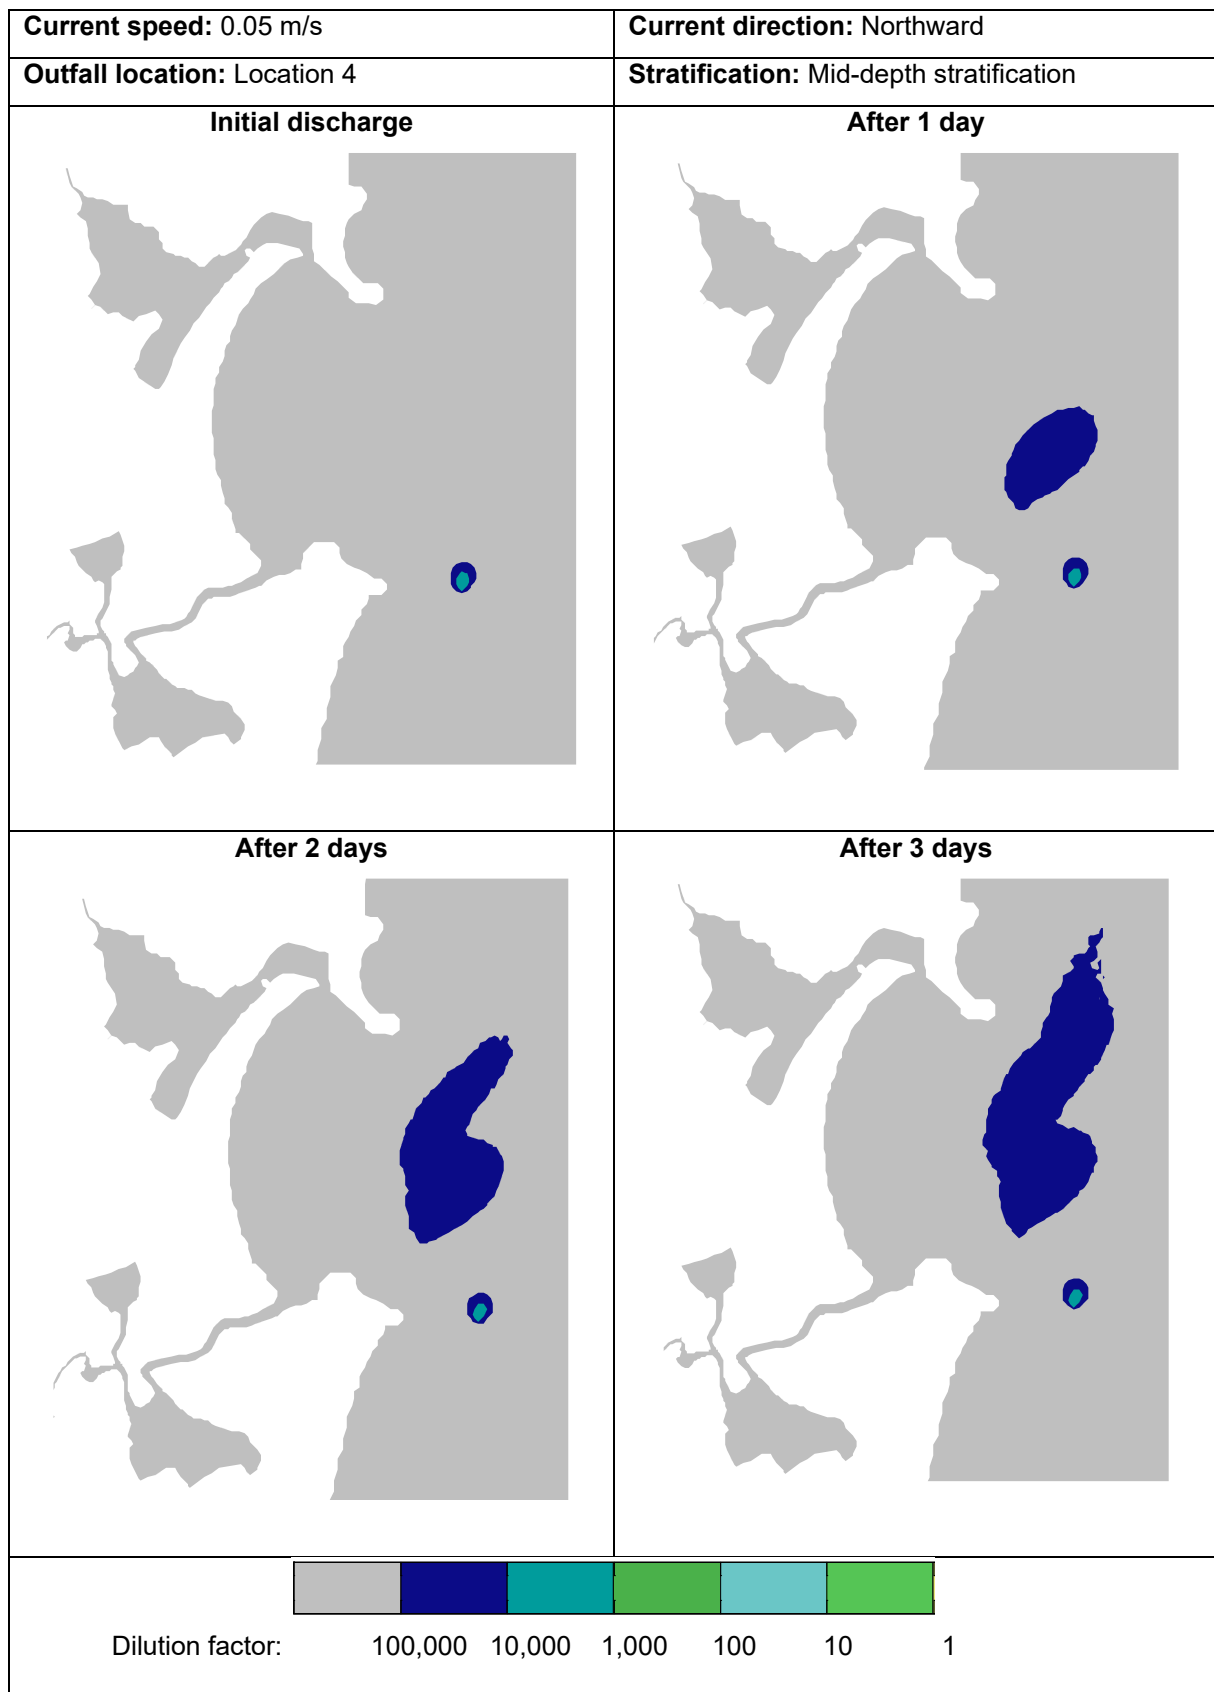 Current speed: 0.05 m/s
Current direction: Northward
Outfall location: Location 4
Stratification: Mid-depth stratification
Initial discharge
After 1 day
After 2 days
After 3 days
Dilution factor: 100,000 10,000 1,000 100 10 1